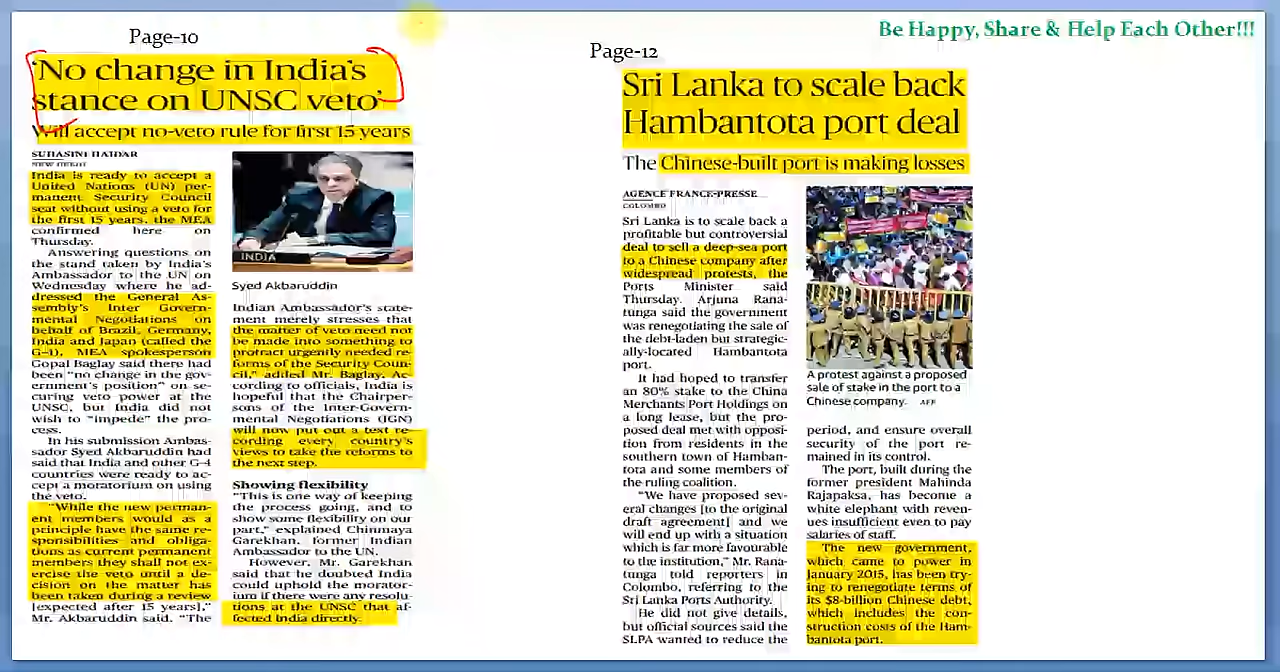 Be Happy, Share & Help Each Other!!!
Page-10
'No change in India's
stance on UNSC veto'
Will accept no-veto rule for first 15 years
SUHASINI HAIDAR
NEW DELHI
India is ready to accept a
United Nations (UN) per-
manent Security Council
seat without using a veto for
the first 15 years, the MEA
confirmed here on
Thursday.
Answering questions on
the stand taken by India's
Ambassador to the UN on
Wednesday where he ad-
dressed the General As-
sembly's Inter Govern-
mental Negotiations on
behalf of Brazil, Germany,
India and Japan (called the
G-4), MEA spokesperson
Gopal Baglay said there had
been "no change in the gov-
ernment's position" on se-
curing veto power at the
UNSC, but India did not
wish to "impede" the pro-
cess.
In his submission Ambas-
sador Syed Akbaruddin had
said that India and other G-4
countries were ready to ac-
cept a moratorium on using
the veto.
"While the new perman-
ent members would as a
principle have the same re-
sponsibilities and obliga-
tions as current permanent
members they shall not ex-
ercise the veto until a de-
cision on the matter has
been taken during a review
[expected after 15 years],"
Mr. Akbaruddin said. "The
INDIA
Syed Akbaruddin
Indian Ambassador's state-
ment merely stresses that
the matter of veto need not
be made into something to
protract urgently needed re-
forms of the Security Coun-
cil," added Mr. Baglay. Ac-
cording to officials, India is
hopeful that the Chairper-
sons of the Inter-Govern-
mental Negotiations (IGN)
will now put out a text re-
cording every country's
views to take the reforms to
the next step.
Showing flexibility
"This is one way of keeping
the process going, and to
show some flexibility on our
part," explained Chinmaya
Garekhan, former Indian
Ambassador to the UN.
However, Mr. Garekhan
said that he doubted India
could uphold the morator-
ium if there were any resolu-
tions at the UNSC that af-
fected India directly.
Page-12
Sri Lanka to scale back
Hambantota port deal
The Chinese-built port is making losses
AGENCE FRANCE-PRESSE
COLOMBO
Sri Lanka is to scale back a
profitable but controversial
deal to sell a deep-sea port
to a Chinese company after
widespread protests, the
Ports Minister said
Thursday. Arjuna Rana-
tunga said the government
was renegotiating the sale of
the debt-laden but strategic-
ally-located Hambantota
port.
It had hoped to transfer
an 80% stake to the China
Merchants Port Holdings on
a long lease, but the pro-
posed deal met with opposi-
tion from residents in the
southern town of Hamban-
tota and some members of
the ruling coalition.
"We have proposed sev-
eral changes [to the original
draft agreement] and we
will end up with a situation
which is far more favourable
to the institution," Mr. Rana-
tunga told reporters in
Colombo, referring to the
Sri Lanka Ports Authority.
He did not give details,
but official sources said the
SLPA wanted to reduce the
A protest against a proposed
sale of stake in the port to a
Chinese company. AFP
period, and ensure overall
security of the port re-
mained in its control.
The port, built during the
former president Mahinda
Rajapaksa, has become a
white elephant with reven-
ues insufficient even to pay
salaries of staff.
The new government,
which came to power in
January 2015, has been try-
ing to renegotiate terms of
its $8-billion Chinese debt,
which includes the con-
struction costs of the Ham-
bantota port.